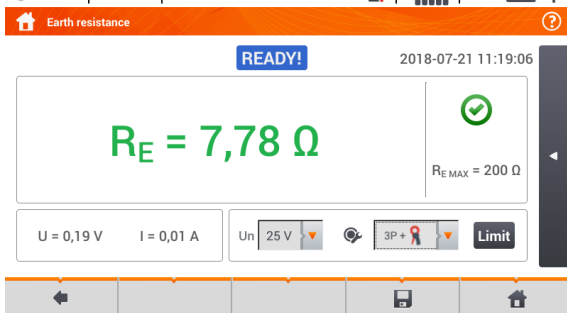 Earth resistance
?
READY!
2018-07-21 11:19:06
RE = 7,78 Ω
RE MAX = 200 Ω
U = 0,19 V
I = 0,01 A
Un
25 V
3P +
Limit